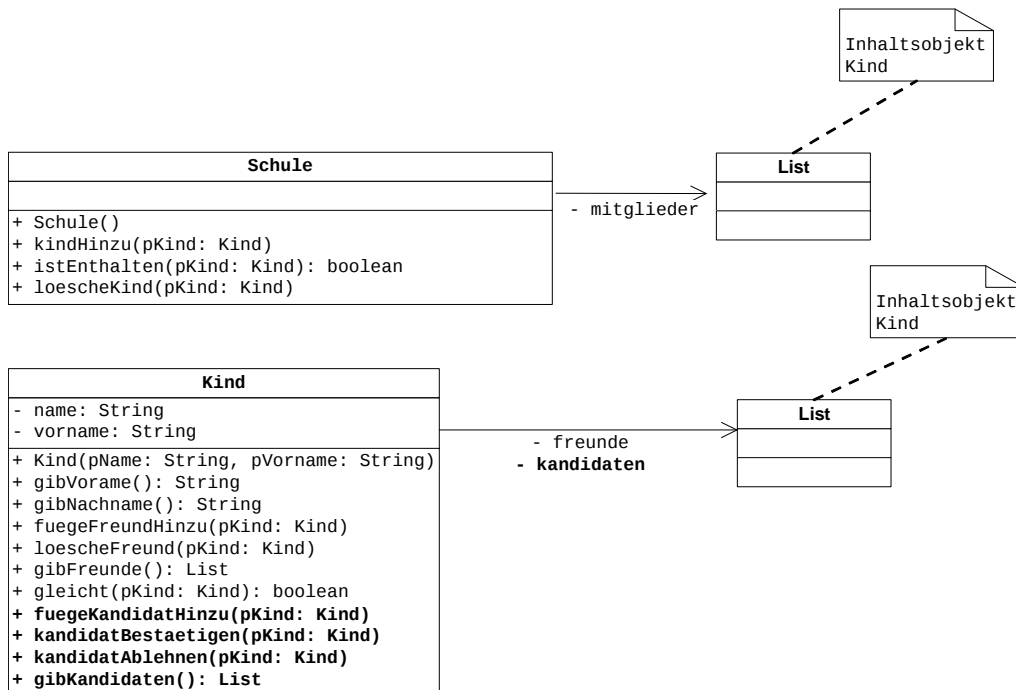 Inhaltsobjekt
Kind
Schule
+ Schule()
+ kindHinzu(pKind: Kind)
+ istEnthalten(pKind: Kind): boolean
+ loescheKind(pKind: Kind)
- mitglieder
List
Inhaltsobjekt
Kind
Kind
- name: String
- vorname: String
+ Kind(pName: String, pVorname: String)
+ gibVorame(): String
+ gibNachname(): String
+ fuegeFreundHinzu(pKind: Kind)
+ loescheFreund(pKind: Kind)
+ gibFreunde(): List
+ gleicht(pKind: Kind): boolean
+ fuegeKandidatHinzu(pKind: Kind)
+ kandidatBestaetigen(pKind: Kind)
+ kandidatAblehnen(pKind: Kind)
+ gibKandidaten(): List
- freunde
- kandidaten
List